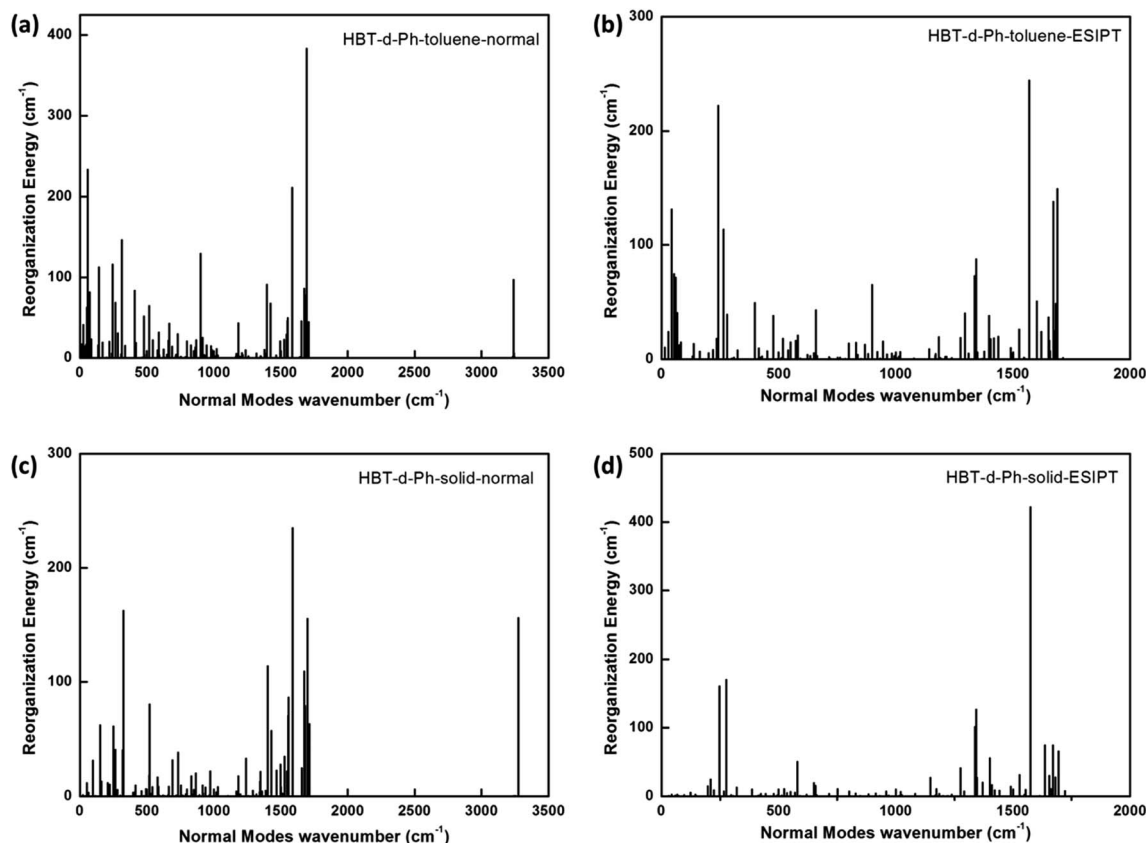 (a)
HBT-d-Ph-toluene-normal
Reorganization Energy (cm⁻¹)
400
300
200
100
0
0 500 1000 1500 2000 2500 3000 3500
Normal Modes wavenumber (cm⁻¹)
(b)
HBT-d-Ph-toluene-ESIPT
Reorganization Energy (cm⁻¹)
300
200
100
0
0 500 1000 1500 2000
Normal Modes wavenumber (cm⁻¹)
(c)
HBT-d-Ph-solid-normal
Reorganization Energy (cm⁻¹)
300
200
100
0
0 500 1000 1500 2000 2500 3000 3500
Normal Modes wavenumber (cm⁻¹)
(d)
HBT-d-Ph-solid-ESIPT
Reorganization Energy (cm⁻¹)
500
400
300
200
100
0
0 500 1000 1500 2000
Normal Modes wavenumber (cm⁻¹)